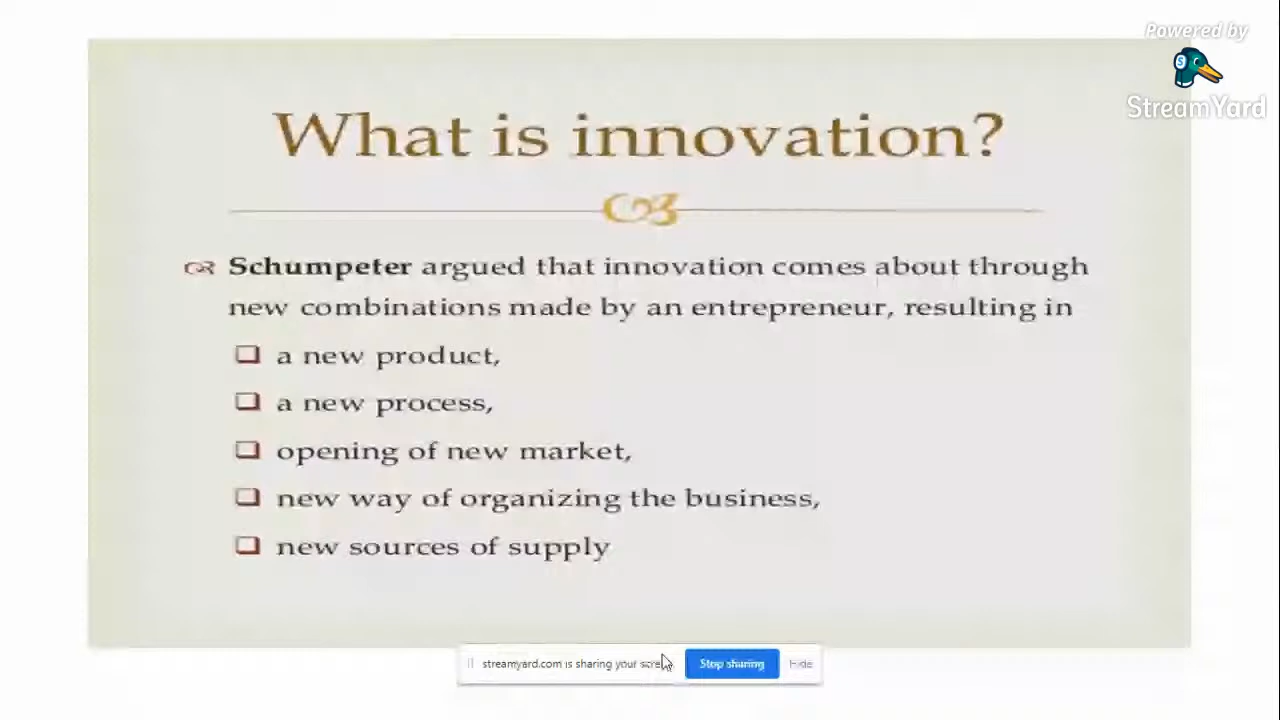 Powered by
StreamYard
What is innovation?
Schumpeter argued that innovation comes about through
new combinations made by an entrepreneur, resulting in
a new product,
a new process,
opening of new market,
new way of organizing the business,
new sources of supply
streamyard.com is sharing your scre
Stop sharing
Hide